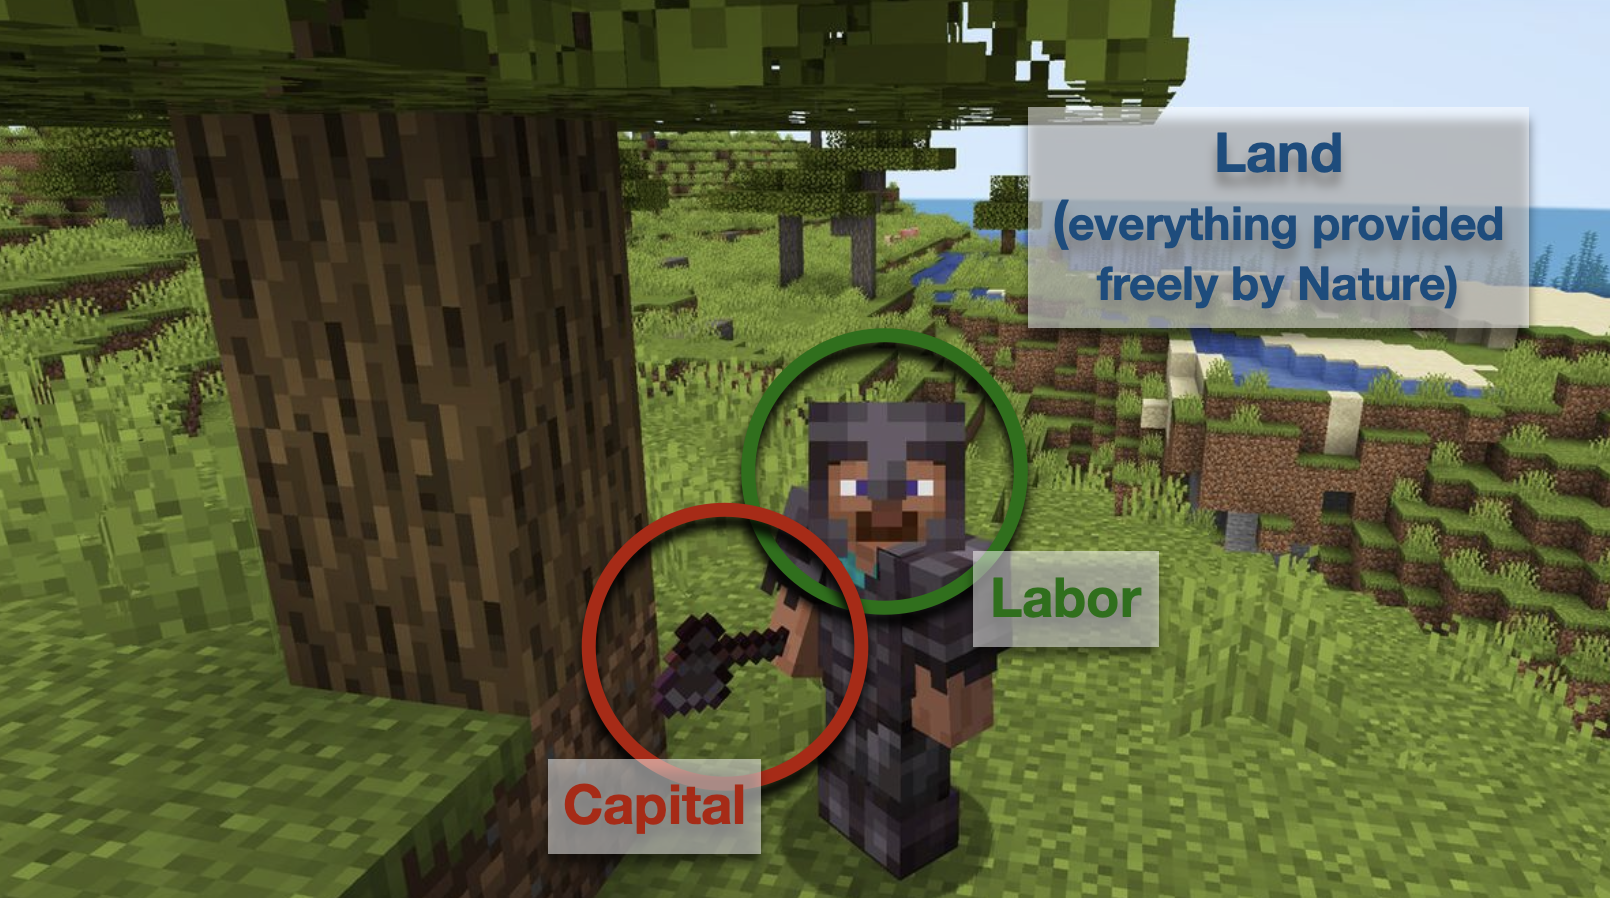 Land
(everything provided
freely by Nature)
Labor
Capital